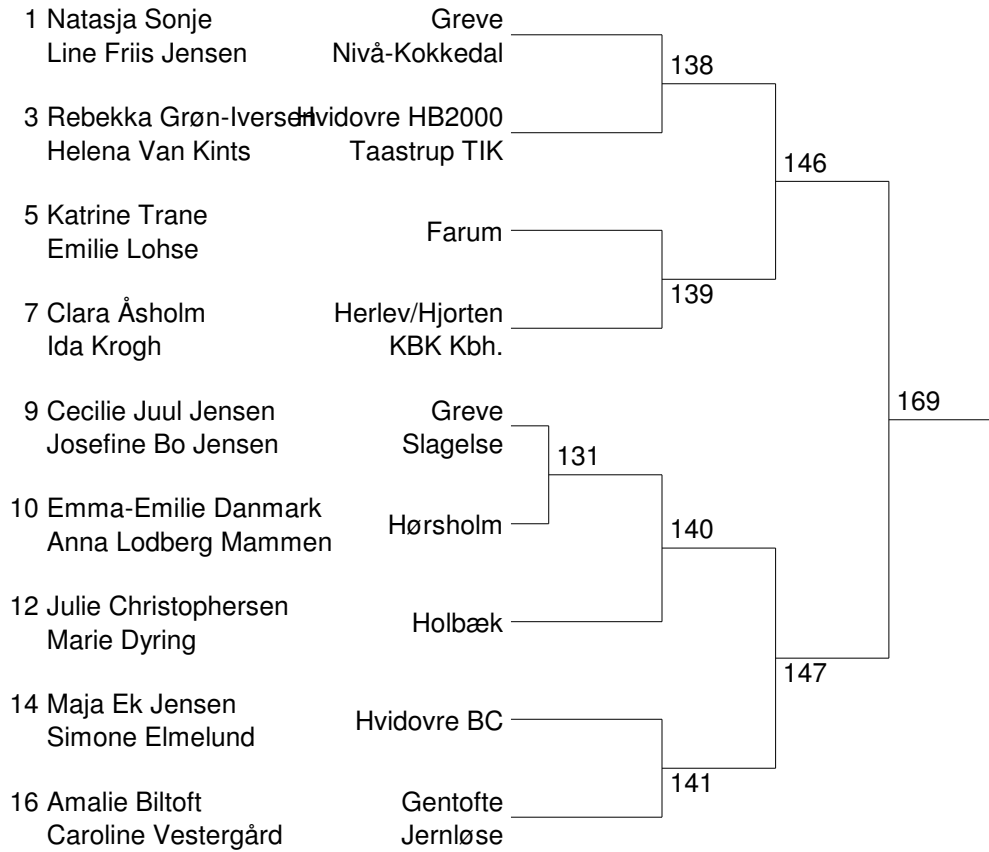 1 Natasja Sonje Greve
Line Friis Jensen Nivå-Kokkedal
138
3 Rebekka Grøn-Iversen Hvidovre HB2000
Helena Van Kints Taastrup TIK
146
5 Katrine Trane
Emilie Lohse Farum
139
7 Clara Åsholm Herlev/Hjorten
Ida Krogh KBK Kbh.
169
9 Cecilie Juul Jensen Greve
Josefine Bo Jensen Slagelse
131
10 Emma-Emilie Danmark
Anna Lodberg Mammen Hørsholm
140
12 Julie Christophersen
Marie Dyring Holbæk
147
14 Maja Ek Jensen
Simone Elmelund Hvidovre BC
141
16 Amalie Biltoft Gentofte
Caroline Vestergård Jernløse